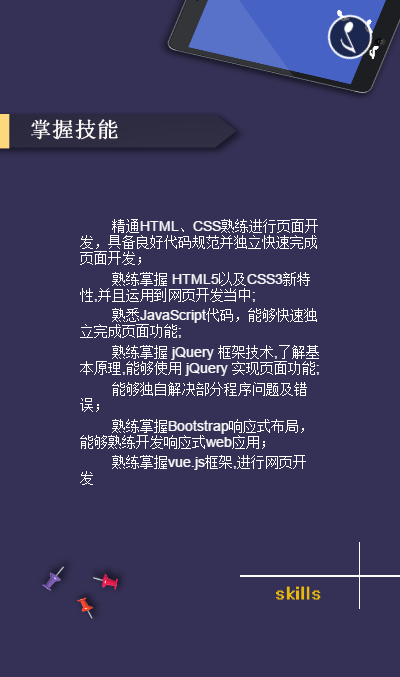 掌握技能
精通HTML、CSS熟练进行页面开
发，具备良好代码规范并独立快速完成
页面开发；
熟练掌握 HTML5以及CSS3新特
性,并且运用到网页开发当中;
熟悉JavaScript代码，能够快速独
立完成页面功能;
熟练掌握 jQuery 框架技术,了解基
本原理,能够使用 jQuery 实现页面功能;
能够独自解决部分程序问题及错
误；
熟练掌握Bootstrap响应式布局，
能够熟练开发响应式web应用；
熟练掌握vue.js框架,进行网页开
发
skills